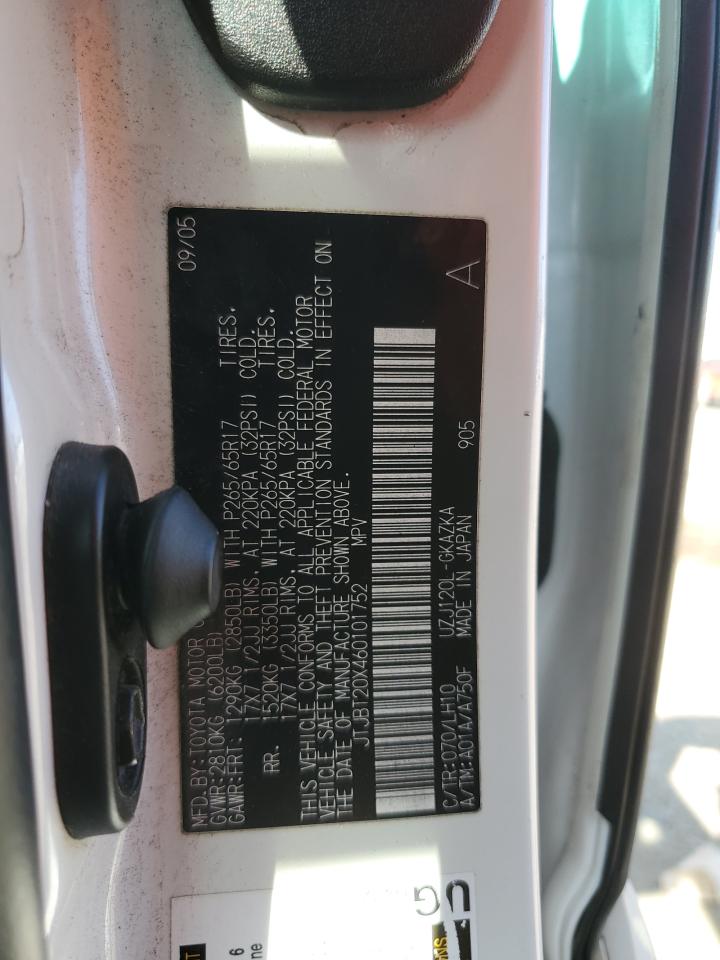 MFD. BY: TOYOTA MOTOR 09/05
GVWR: 2810KG (6200LB)
GAWR: FRT: 1290KG (2850LB) WITH P265/65R17 TIRES.
7X7 1/2JJ RIMS, AT 220KPA (32PSI) COLD.
RR. 1520KG (3350LB) WITH P265/65R17 TIRES.
17X7 1/2JJ RIMS, AT 220KPA (32PSI) COLD.
THIS VEHICLE CONFORMS TO ALL APPLICABLE FEDERAL MOTOR
VEHICLE SAFETY AND THEFT PREVENTION STANDARDS IN EFFECT ON
THE DATE OF MANUFACTURE SHOWN ABOVE.
JTJBT20X460101752 MPV
C/TR: 070/LH10 UZJ120L-GKAZKA
A/TM: A01A/A750F MADE IN JAPAN 905
A
6
ne